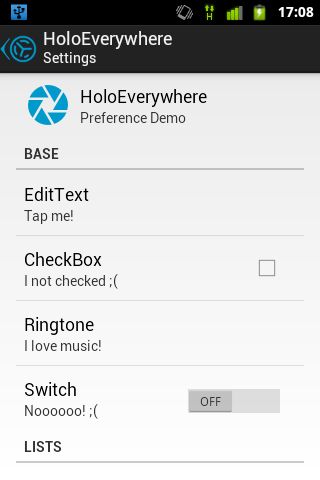 H
17:08
HoloEverywhere
Settings
HoloEverywhere
Preference Demo
BASE
EditText
Tap me!
CheckBox
I not checked ;(
Ringtone
I love music!
Switch
Noooooo! ;(
OFF
LISTS